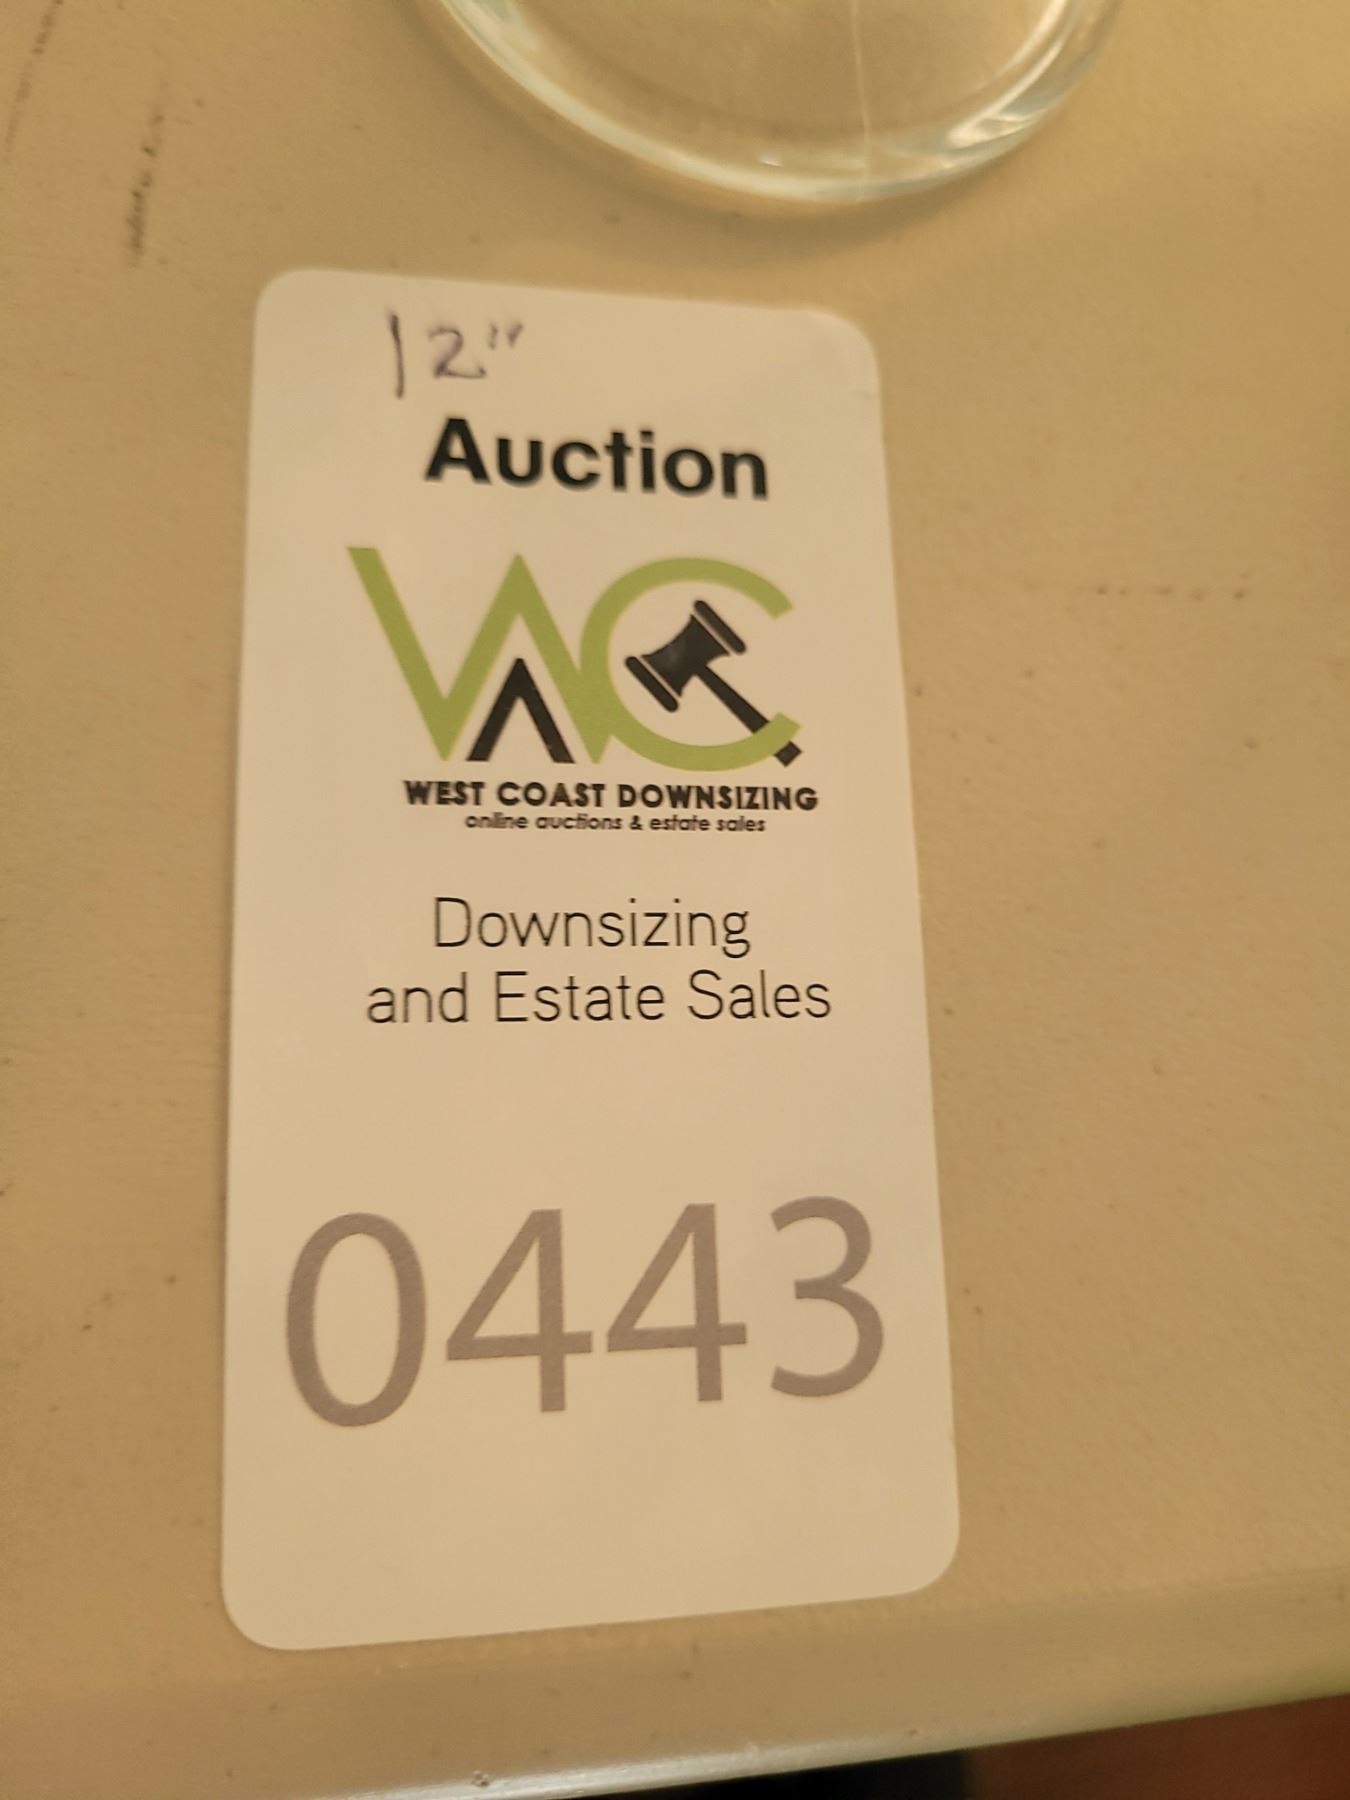 12"
Auction
WC
WEST COAST DOWNSIZING
online auctions & estate sales
Downsizing
and Estate Sales
0443